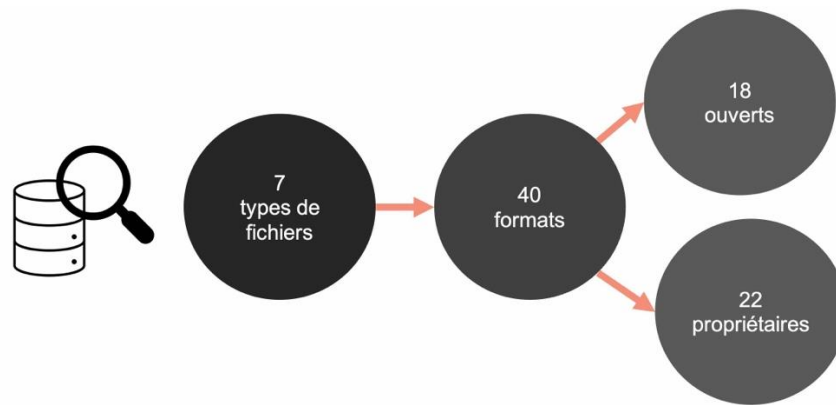 7
types de
fichiers
40
formats
18
ouverts
22
propriétaires